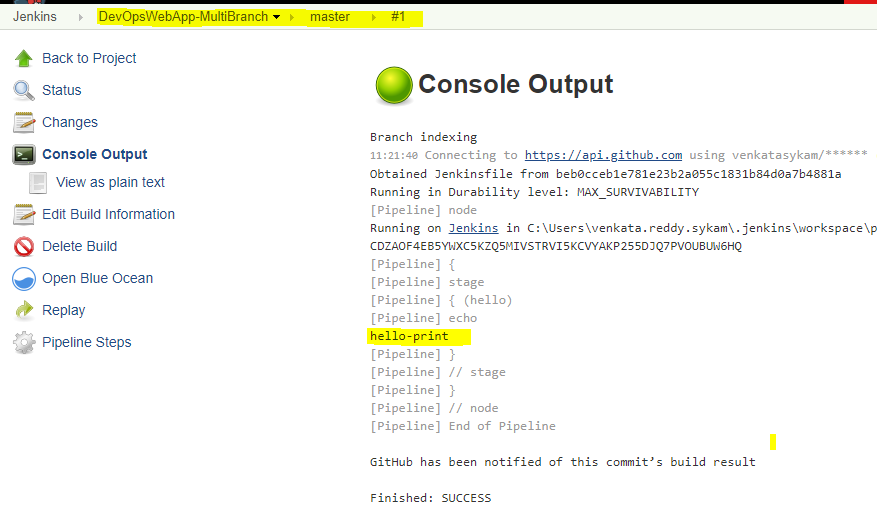 Jenkins DevOpsWebApp-MultiBranch master #1
Back to Project
Status
Changes
Console Output
View as plain text
Edit Build Information
Delete Build
Open Blue Ocean
Replay
Pipeline Steps
Console Output
Branch indexing
11:21:40 Connecting to https://api.github.com using venkatasykam/******
Obtained Jenkinsfile from beb0cceb1e781e23b2a055c1831b84d0a7b4881a
Running in Durability level: MAX_SURVIVABILITY
[Pipeline] node
Running on Jenkins in C:\Users\venkata.reddy.sykam\.jenkins\workspace\p
CDZAOF4EB5YWXC5KZQ5MIVSTRVI5KCVYAKP255DJQ7PVOUBUW6HQ
[Pipeline] {
[Pipeline] stage
[Pipeline] { (hello)
[Pipeline] echo
hello-print
[Pipeline] }
[Pipeline] // stage
[Pipeline] }
[Pipeline] // node
[Pipeline] End of Pipeline
GitHub has been notified of this commit’s build result
Finished: SUCCESS